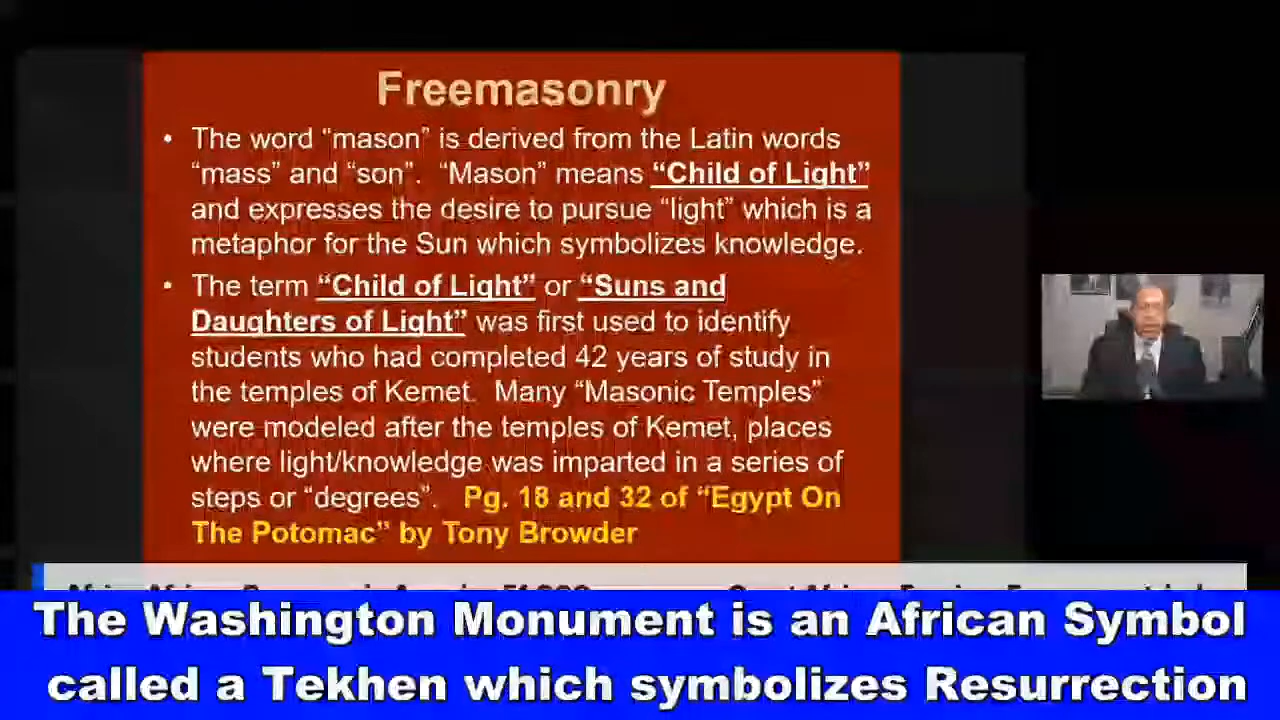 Freemasonry
• The word “mason” is derived from the Latin words
“mass” and “son”. “Mason” means “Child of Light”
and expresses the desire to pursue “light” which is a
metaphor for the Sun which symbolizes knowledge.
• The term “Child of Light” or “Suns and
Daughters of Light” was first used to identify
students who had completed 42 years of study in
the temples of Kemet. Many “Masonic Temples”
were modeled after the temples of Kemet, places
where light/knowledge was imparted in a series of
steps or “degrees”. Pg. 18 and 32 of “Egypt On
The Potomac” by Tony Browder
The Washington Monument is an African Symbol
called a Tekhen which symbolizes Resurrection